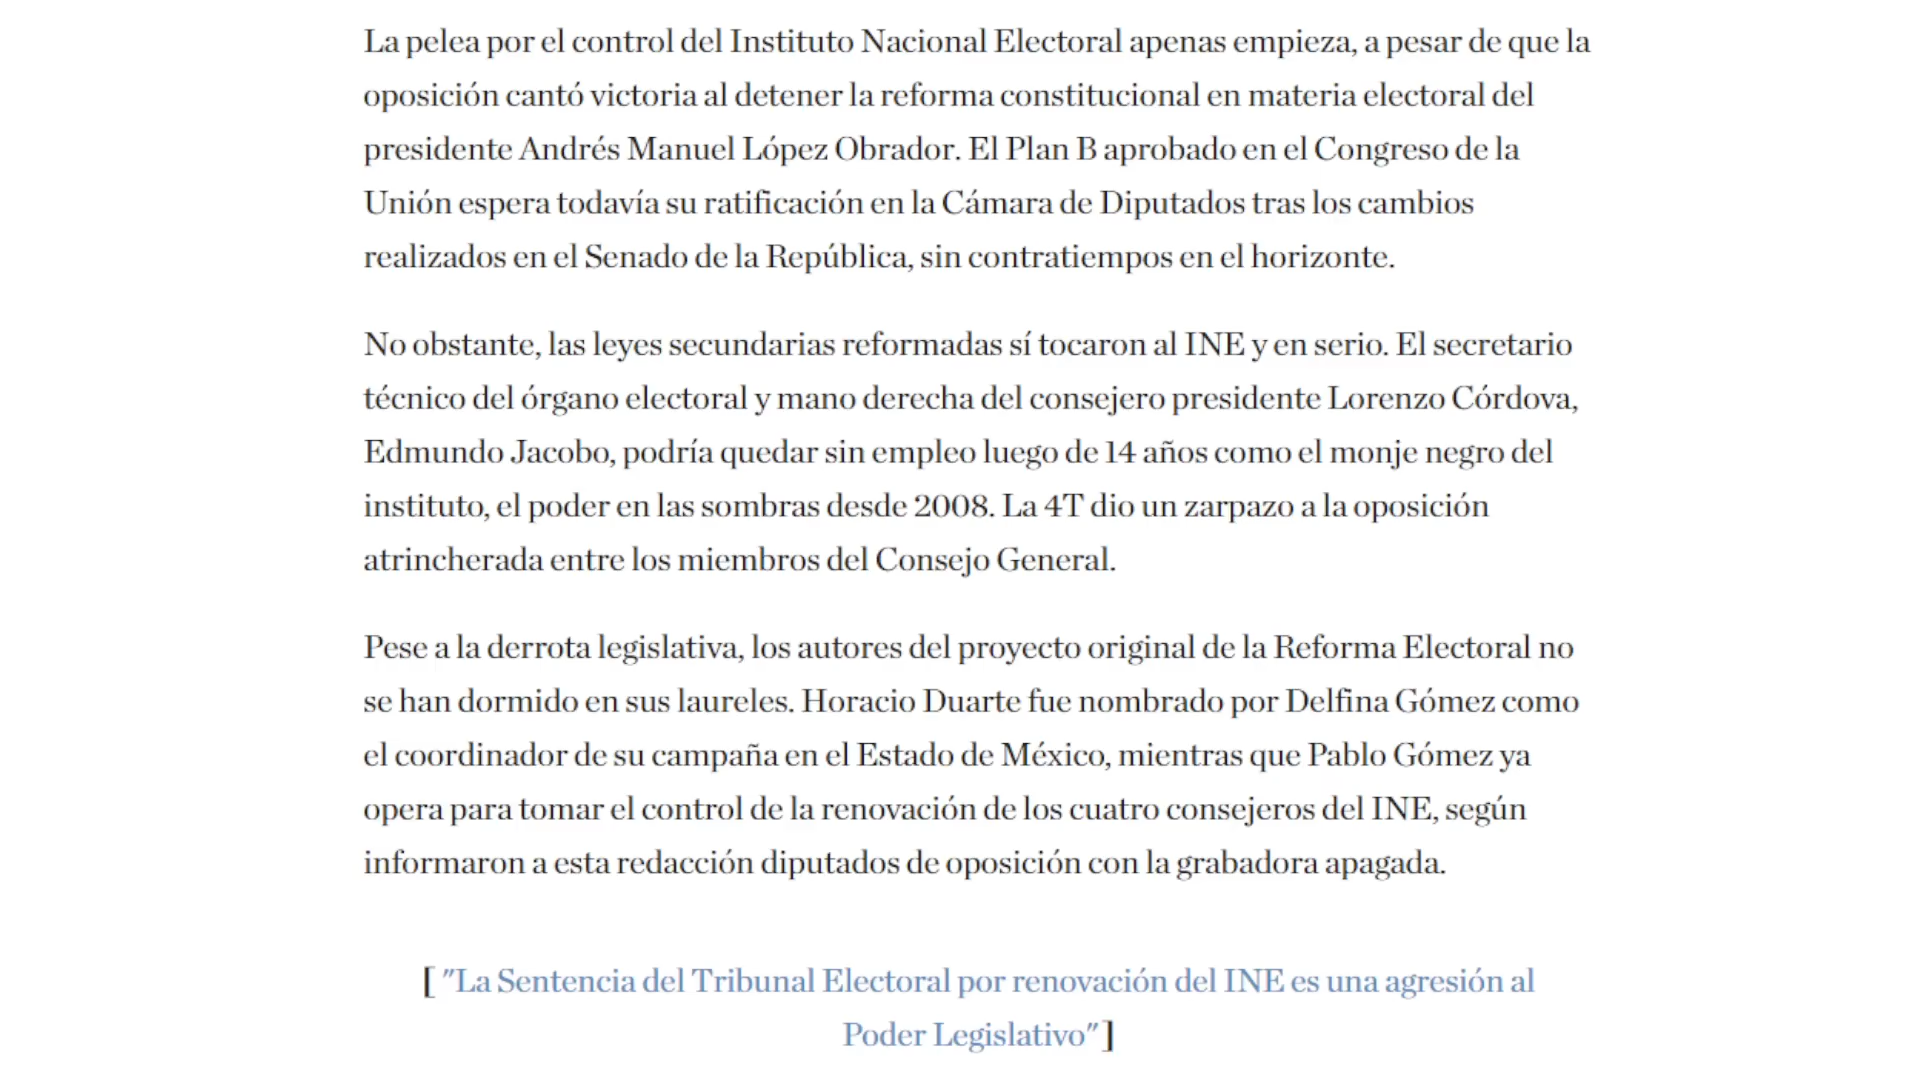 La pelea por el control del Instituto Nacional Electoral apenas empieza, a pesar de que la
oposición cantó victoria al detener la reforma constitucional en materia electoral del
presidente Andrés Manuel López Obrador. El Plan B aprobado en el Congreso de la
Unión espera todavía su ratificación en la Cámara de Diputados tras los cambios
realizados en el Senado de la República, sin contratiempos en el horizonte.
No obstante, las leyes secundarias reformadas sí tocaron al INE y en serio. El secretario
técnico del órgano electoral y mano derecha del consejero presidente Lorenzo Córdova,
Edmundo Jacobo, podría quedar sin empleo luego de 14 años como el monje negro del
instituto, el poder en las sombras desde 2008. La 4T dio un zarpazo a la oposición
atrincherada entre los miembros del Consejo General.
Pese a la derrota legislativa, los autores del proyecto original de la Reforma Electoral no
se han dormido en sus laureles. Horacio Duarte fue nombrado por Delfina Gómez como
el coordinador de su campaña en el Estado de México, mientras que Pablo Gómez ya
opera para tomar el control de la renovación de los cuatro consejeros del INE, según
informaron a esta redacción diputados de oposición con la grabadora apagada.
[ "La Sentencia del Tribunal Electoral por renovación del INE es una agresión al
Poder Legislativo"]